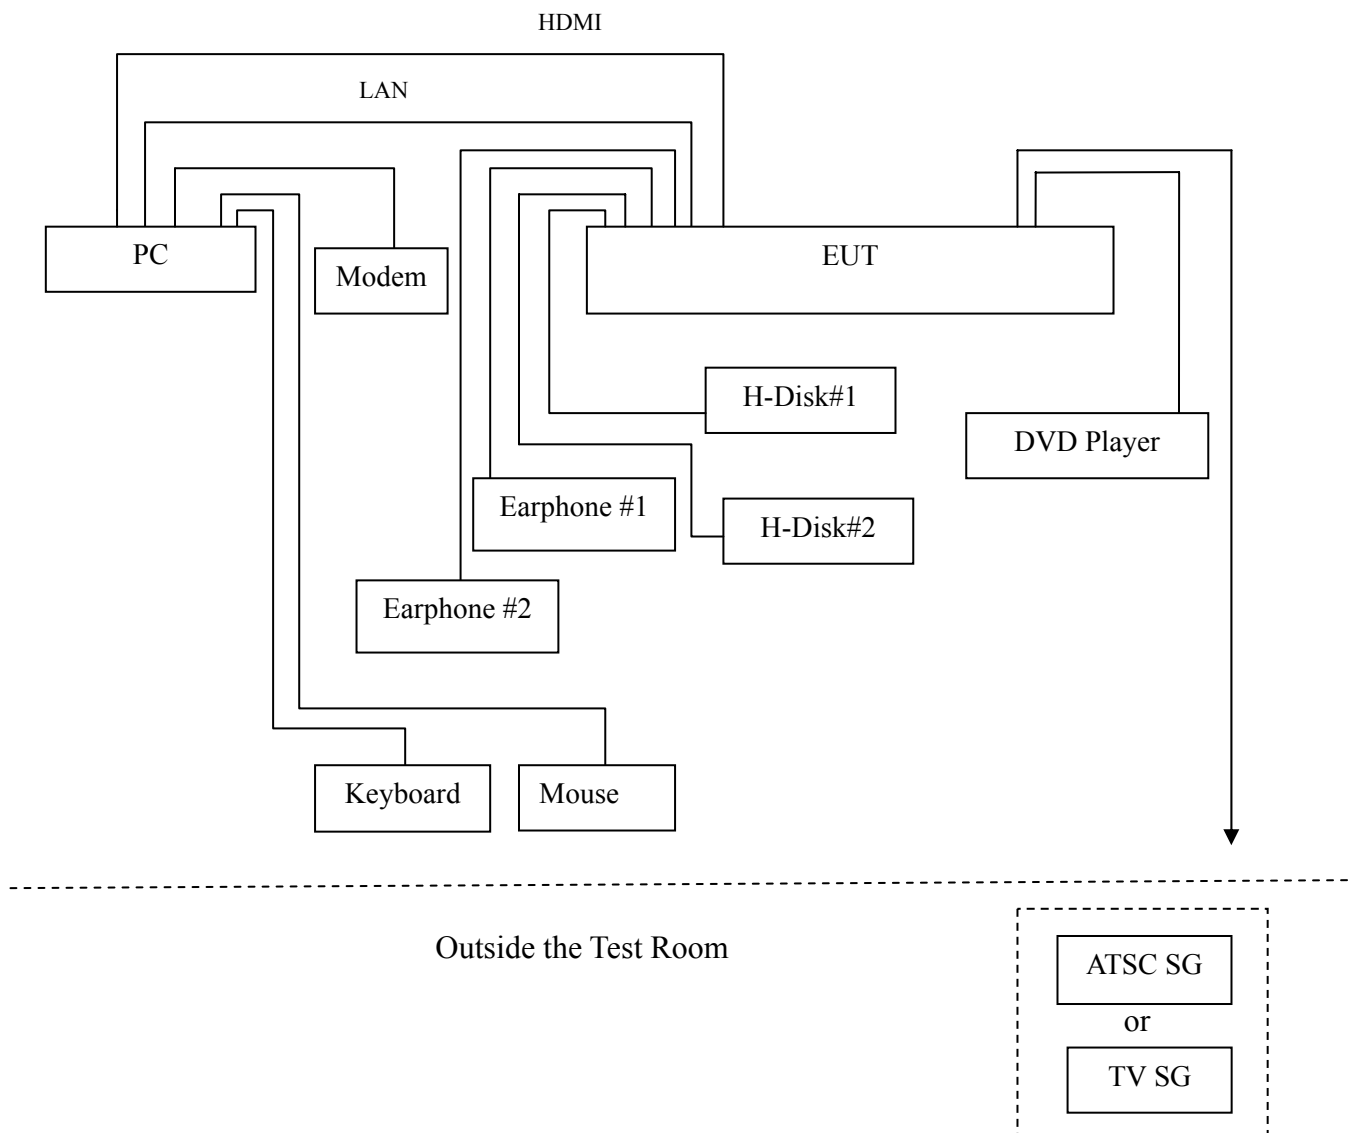 HDMI
LAN
PC
Modem
EUT
H-Disk#1
DVD Player
Earphone #1
H-Disk#2
Earphone #2
Keyboard
Mouse
Outside the Test Room
ATSC SG
or
TV SG